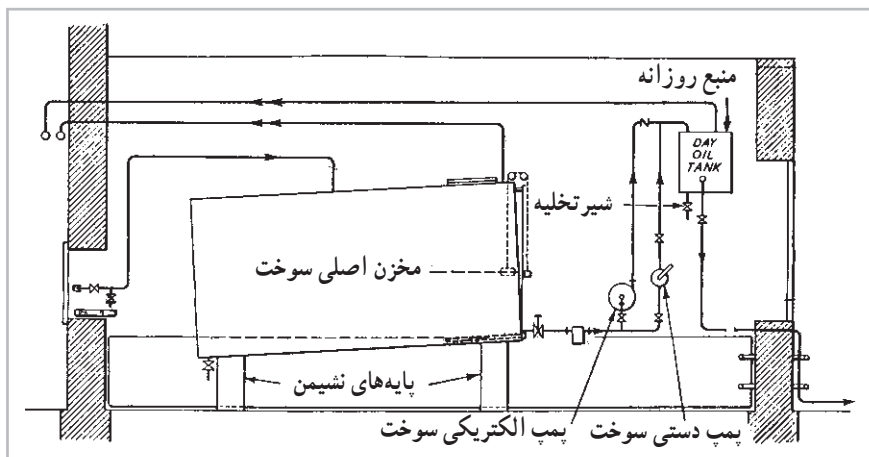 منبع روزانه
DAY
OIL
TANK
شیرتخلیه
مخزن اصلی سوخت
پایه‌های نشیمن
پمپ الکتریکی سوخت
پمپ دستی سوخت